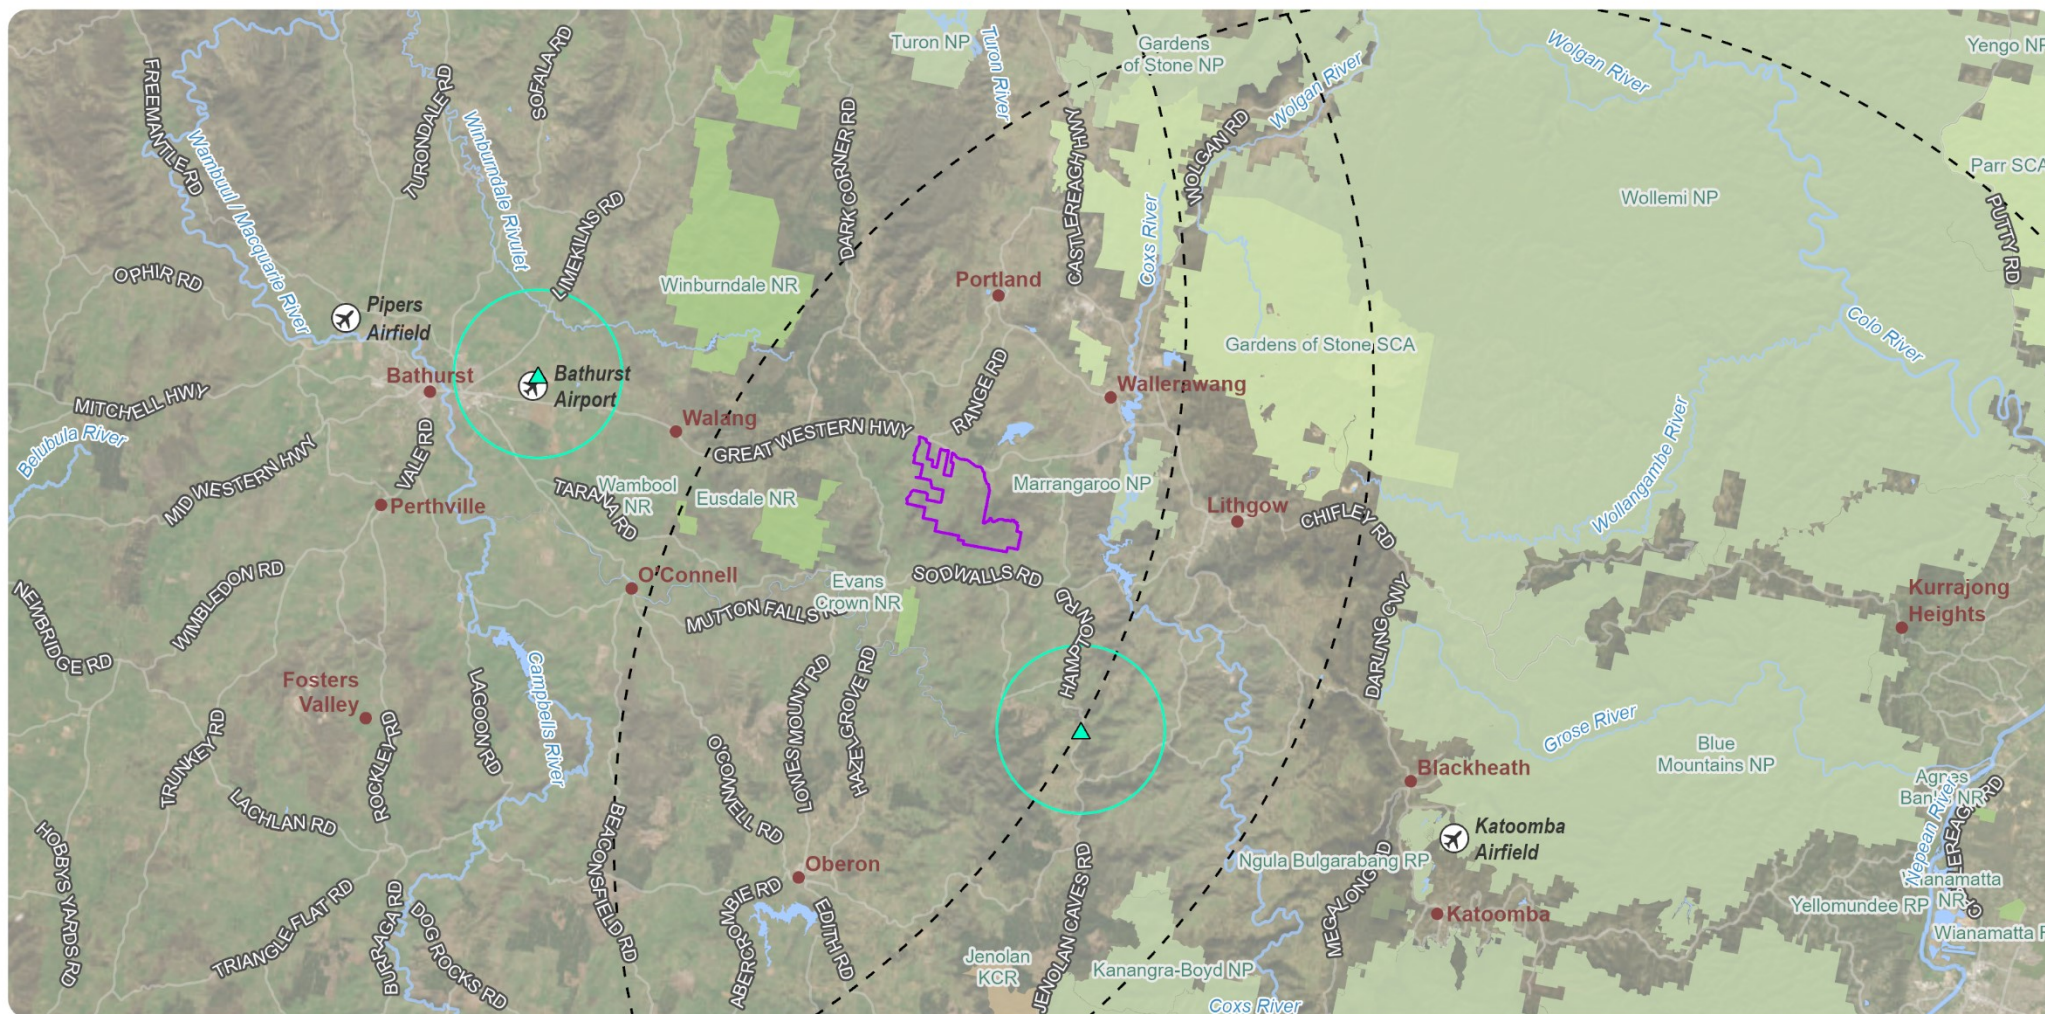 Turon NP
Turon River
Gardens
of Stone NP
Wolgan River
Wolgan River
Yengo NP
FREEMANTLE RD
TURONDALE RD
SOFALA RD
Wambuul / Macquarie River
Winburndale Rivulet
DARK CORNER RD
CASTLEREAGH HWY
WOLGAN RD
Parr SCA
Wollemi NP
PUTTY RD
OPHIR RD
LIMEKILNS RD
Coxs River
Winburndale NR
Portland
Pipers
Airfield
Colo River
Gardens of Stone SCA
Bathurst
Bathurst
Airport
RANGE RD
Wallerawang
MITCHELL HWY
Walang
GREAT WESTERN HWY
Belubula River
MID WESTERN HWY
VALE RD
Wollangambe River
Perthville
TARANA RD
Wambool
NR
Eusdale NR
Marrangaroo NP
Lithgow
CHIFLEY RD
NEWBRIDGE RD
WIMBLEDON RD
O'Connell
MUTTON FALLS RD
Evans
Crown NR
SODWALLS RD
HAMPTON RD
DARLING CWY
Kurrajong
Heights
Fosters
Valley
LAGOON RD
Campbells River
LOWES MOUNT RD
HAZELGROVE RD
Grose River
Blue
Mountains NP
TRUNKEY RD
ROCKLEY RD
O'CONNELL RD
Blackheath
LACHLAN RD
Agnes
Banks NR
Nepean River
Katoomba
Airfield
HOBBYS YARDS RD
BEACONSFIELD RD
Oberon
Ngula Bulgarabang RP
MEGALONG RD
TRIANGLE FLAT RD
BURRAGA RD
DOG ROCKS RD
ABERCROMBIE RD
EDITH RD
JENOLAN CAVES RD
Katoomba
Yellomundee RP
NR
Jenolan
KCR
Kanangra-Boyd NP
Coxs River